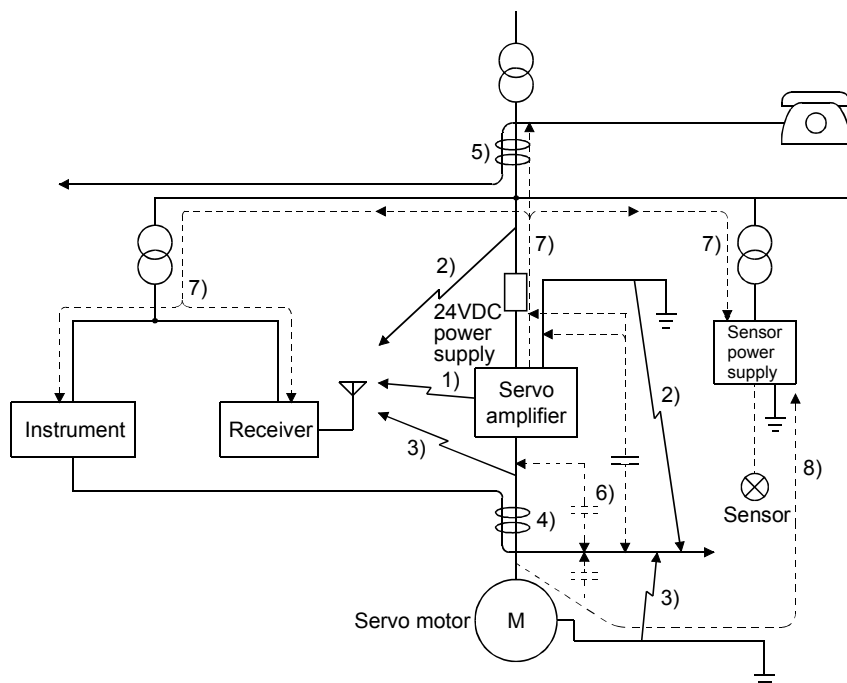 5)
7)
7)
2)
7)
24VDC
power
supply
Sensor
power
supply
1)
Servo
amplifier
2)
Instrument
Receiver
3)
8)
6)
Sensor
4)
3)
Servo motor
M